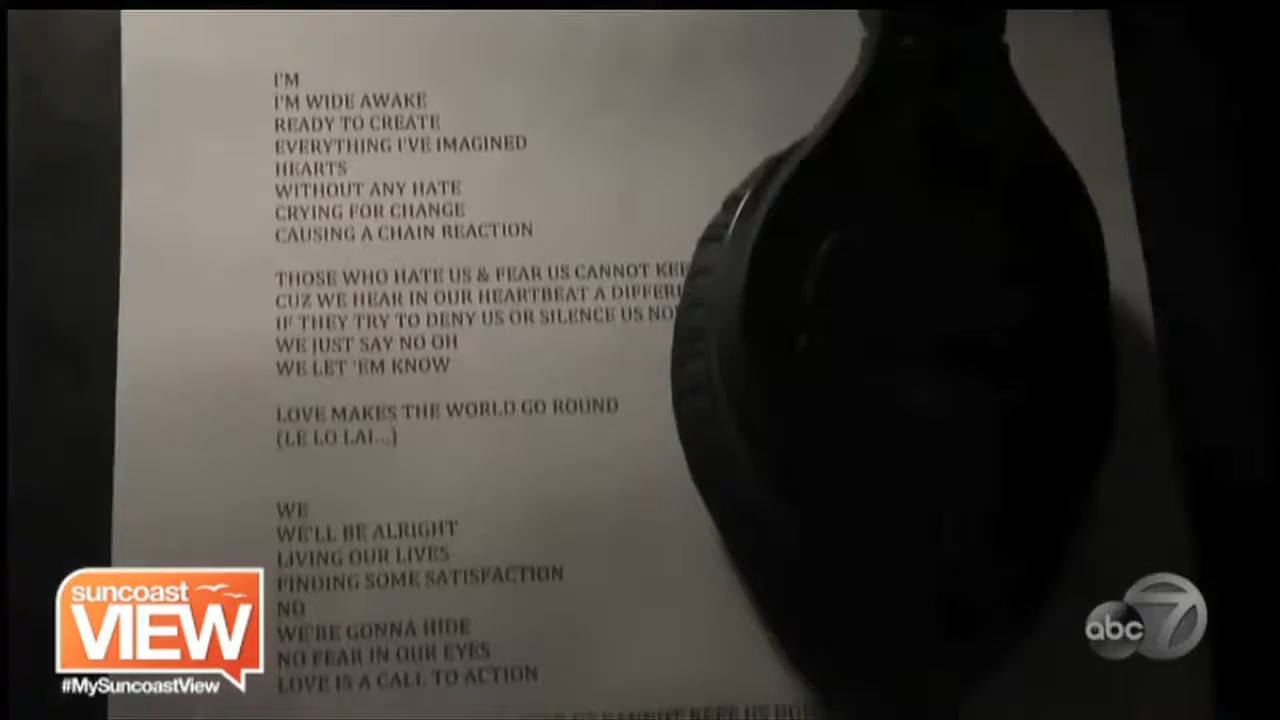 I'M
I'M WIDE AWAKE
READY TO CREATE
EVERYTHING I'VE IMAGINED
HEARTS
WITHOUT ANY HATE
CRYING FOR CHANGE
CAUSING A CHAIN REACTION
THOSE WHO HATE US & FEAR US CANNOT
CUZ WE HEAR IN OUR HEARTBEAT A
IF THEY TRY TO DENY US OR SILENCE US
WE JUST SAY NO OH
WE LET 'EM KNOW
LOVE MAKES THE WORLD GO ROUND
(LE LO LAI...)
WE
WE'LL BE ALRIGHT
LIVING OUR LIVES
FINDING SOME SATISFACTION
NO
WE'RE GONNA HIDE
NO FEAR IN OUR EYES
LOVE IS A CALL TO ACTION
suncoast
VIEW
#MySuncoastView
abc 7